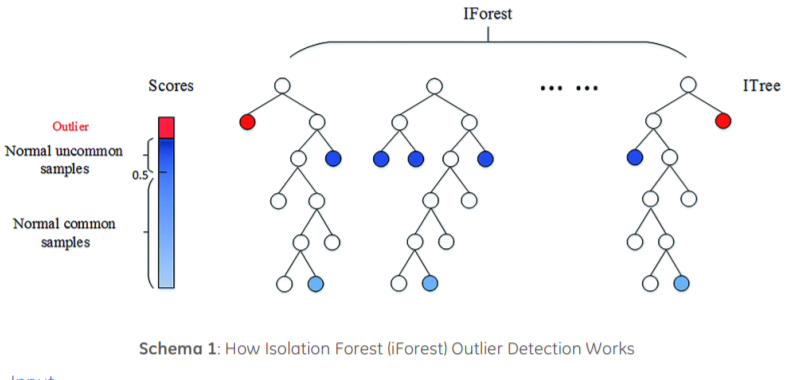 IForest
Scores
... ...
ITree
Outlier
Normal uncommon
samples
0.5
Normal common
samples
Schema 1: How Isolation Forest (iForest) Outlier Detection Works